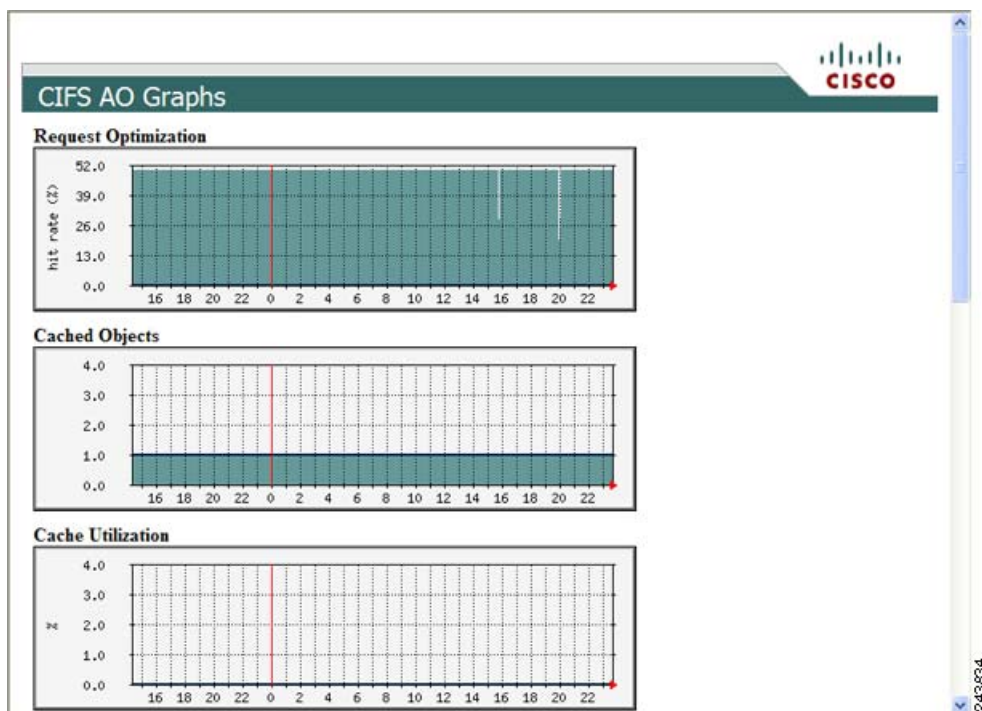 CISCO
CIFS AO Graphs
Request Optimization
hit rate (%)
52.0
39.0
26.0
13.0
0.0
16 18 20 22 0 2 4 6 8 10 12 14 16 18 20 22
Cached Objects
4.0
3.0
2.0
1.0
0.0
16 18 20 22 0 2 4 6 8 10 12 14 16 18 20 22
Cache Utilization
%
4.0
3.0
2.0
1.0
0.0
16 18 20 22 0 2 4 6 8 10 12 14 16 18 20 22
243834